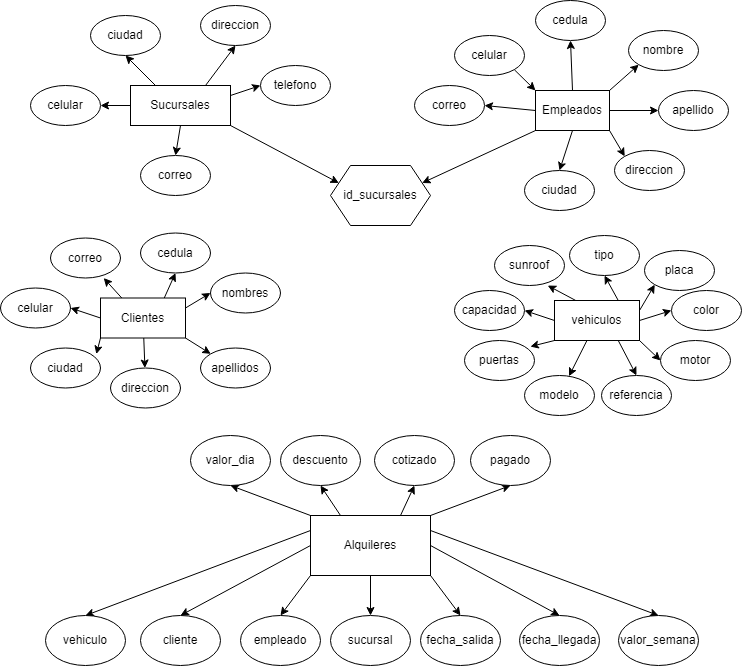 ciudad
direccion
telefono
celular
Sucursales
correo
cedula
nombre
celular
correo
Empleados
apellido
direccion
ciudad
id_sucursales
correo
cedula
nombres
celular
Clientes
ciudad
direccion
apellidos
sunroof
tipo
placa
capacidad
vehiculos
color
puertas
motor
modelo
referencia
valor_dia
descuento
cotizado
pagado
Alquileres
vehiculo
cliente
empleado
sucursal
fecha_salida
fecha_llegada
valor_semana